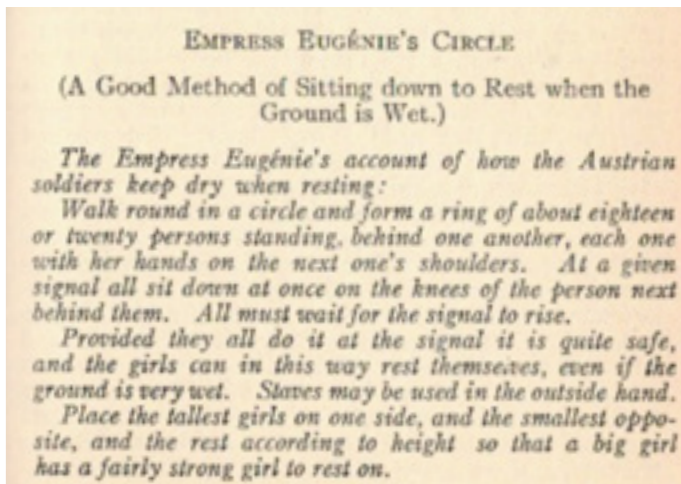 EMPRESS EUGÉNIE'S CIRCLE
(A Good Method of Sitting down to Rest when the
Ground is Wet.)
The Empress Eugénie's account of how the Austrian
soldiers keep dry when resting:
Walk round in a circle and form a ring of about eighteen
or twenty persons standing, behind one another, each one
with her hands on the next one's shoulders. At a given
signal all sit down at once on the knees of the person next
behind them. All must wait for the signal to rise.
Provided they all do it at the signal it is quite safe,
and the girls can in this way rest themselves, even if the
ground is very wet. Staves may be used in the outside hand.
Place the tallest girls on one side, and the smallest oppo-
site, and the rest according to height so that a big girl
has a fairly strong girl to rest on.